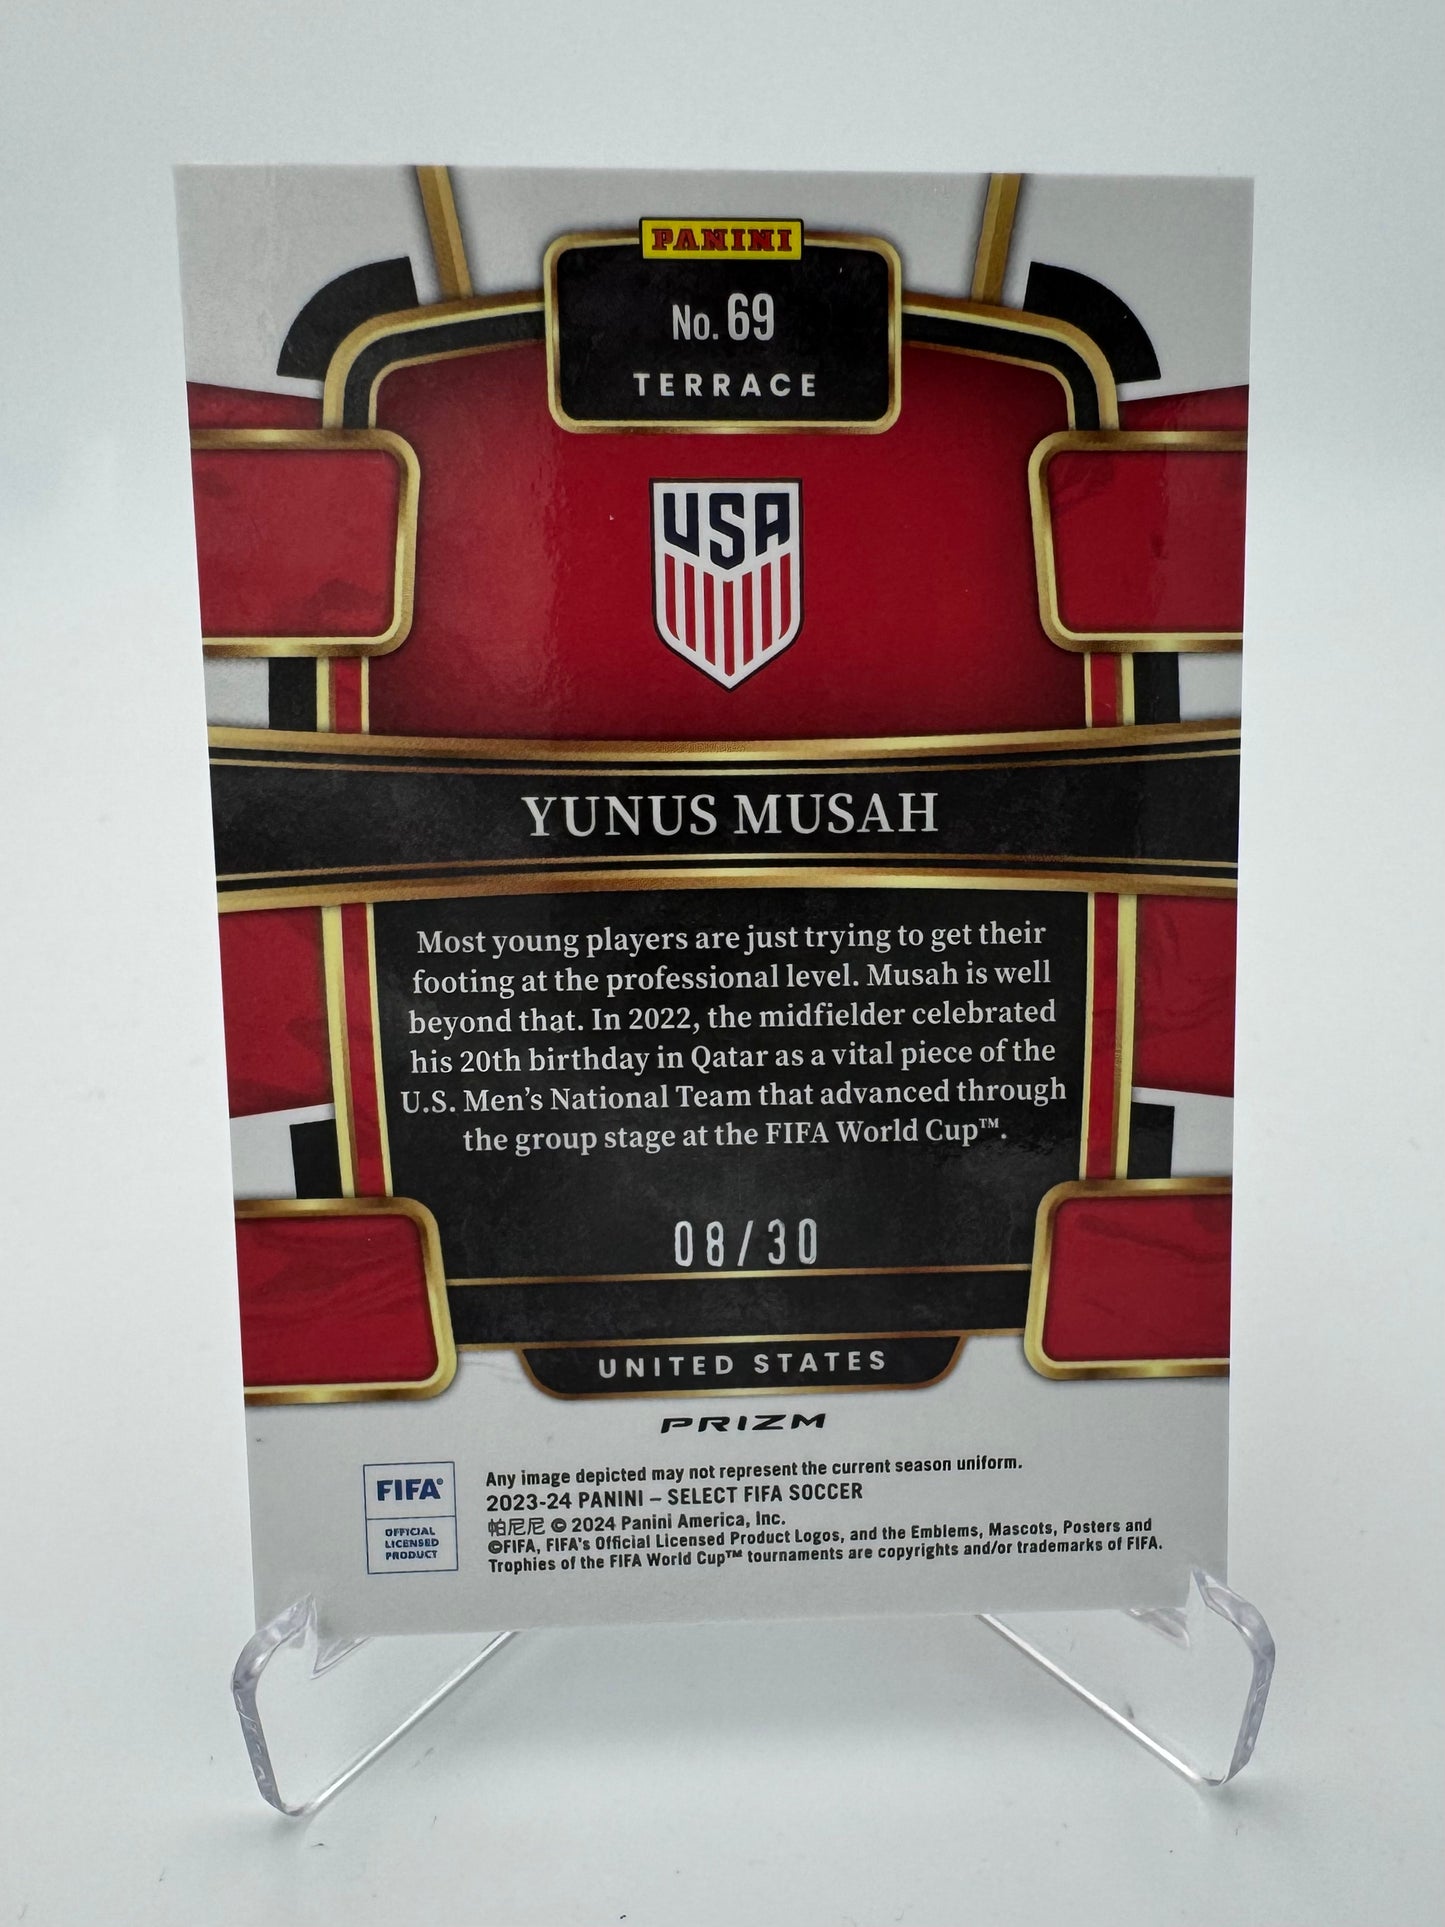 PANINI
No. 69
TERRACE
USA
YUNUS MUSAH
Most young players are just trying to get their
footing at the professional level. Musah is well
beyond that. In 2022, the midfielder celebrated
his 20th birthday in Qatar as a vital piece of the
U.S. Men's National Team that advanced through
the group stage at the FIFA World Cup™.
08/30
UNITED STATES
PRIZM
FIFA®
OFFICIAL
LICENSED
PRODUCT
Any image depicted may not represent the current season uniform.
2023-24 PANINI – SELECT FIFA SOCCER
帕尼尼 © 2024 Panini America, Inc.
©FIFA, FIFA's Official Licensed Product Logos, and the Emblems, Mascots, Posters and
Trophies of the FIFA World Cup™ tournaments are copyrights and/or trademarks of FIFA.